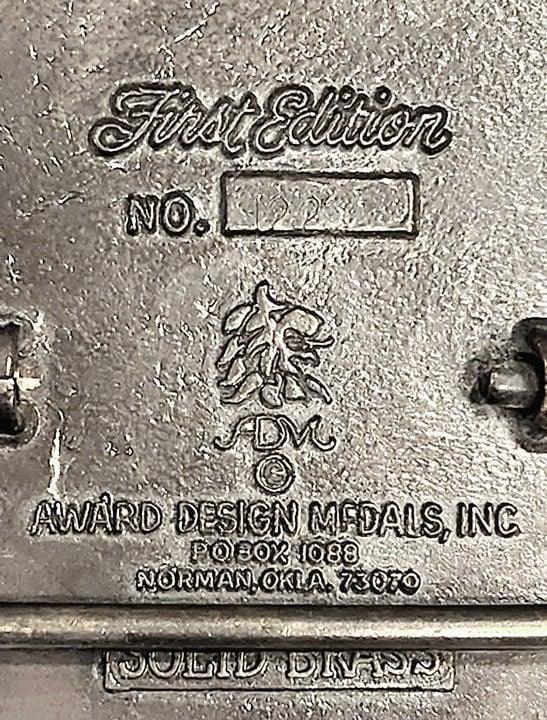 First Edition
NO.
ADM
©
AWARD DESIGN MEDALS, INC
P O BOX 1088
NORMAN, OKLA. 73070
SOLID BRASS